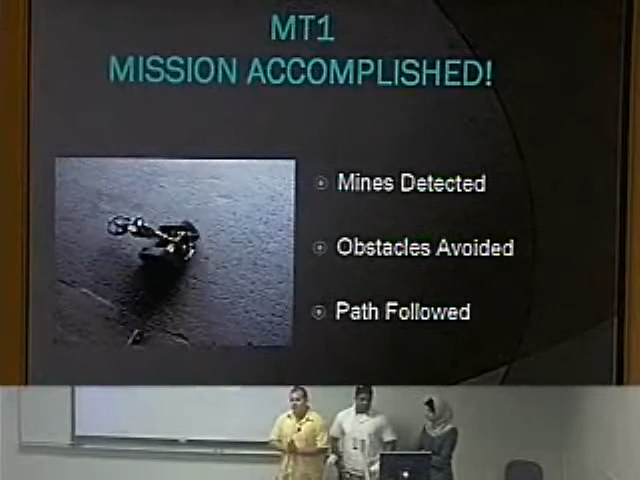 MT1
MISSION ACCOMPLISHED!
Mines Detected
Obstacles Avoided
Path Followed